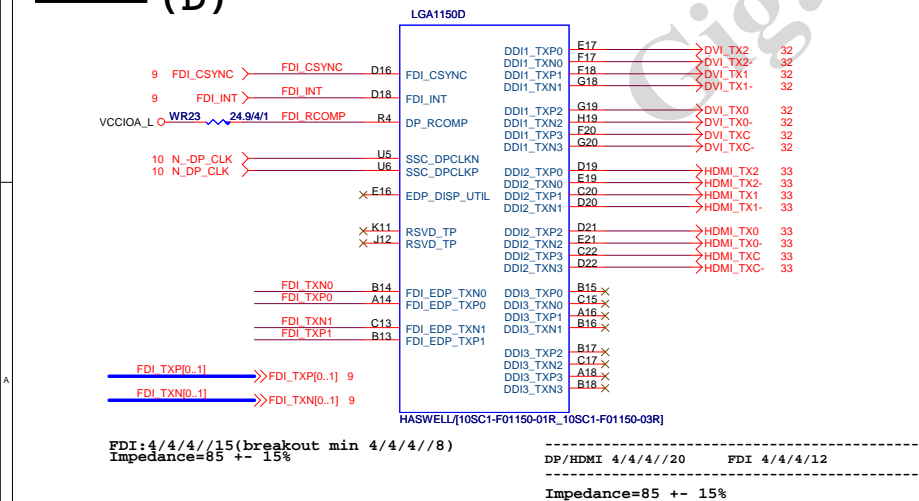 (D)
LGA1150D
9 FDI_CSYNC FDI_CSYNC D16 FDI_CSYNC
9 FDI_INT FDI_INT D18 FDI_INT
VCCIOA_L WR23 24.9/4/1 FDI_RCOMP R4 DP_RCOMP
10 N_-DP_CLK U5 SSC_DPCLKN
10 N_DP_CLK U6 SSC_DPCLKP
E16 EDP_DISP_UTIL
K11 RSVD_TP
J12 RSVD_TP
FDI_TXN0 B14 FDI_EDP_TXN0
FDI_TXP0 A14 FDI_EDP_TXP0
FDI_TXN1 C13 FDI_EDP_TXN1
FDI_TXP1 B13 FDI_EDP_TXP1
DDI1_TXP0 E17 DVI_TX2 32
DDI1_TXN0 F17 DVI_TX2- 32
DDI1_TXP1 F18 DVI_TX1 32
DDI1_TXN1 G18 DVI_TX1- 32
DDI1_TXP2 G19 DVI_TX0 32
DDI1_TXN2 H19 DVI_TX0- 32
DDI1_TXP3 F20 DVI_TXC 32
DDI1_TXN3 G20 DVI_TXC- 32
DDI2_TXP0 D19 HDMI_TX2 33
DDI2_TXN0 E19 HDMI_TX2- 33
DDI2_TXP1 C20 HDMI_TX1 33
DDI2_TXN1 D20 HDMI_TX1- 33
DDI2_TXP2 D21 HDMI_TX0 33
DDI2_TXN2 E21 HDMI_TX0- 33
DDI2_TXP3 C22 HDMI_TXC 33
DDI2_TXN3 D22 HDMI_TXC- 33
DDI3_TXP0 B15
DDI3_TXN0 C15
DDI3_TXP1 A16
DDI3_TXN1 B16
DDI3_TXP2 B17
DDI3_TXN2 C17
DDI3_TXP3 A18
DDI3_TXN3 B18
FDI_TXP[0..1] FDI_TXP[0..1] 9
FDI_TXN[0..1] FDI_TXN[0..1] 9
A
HASWELL/[10SC1-F01150-01R_10SC1-F01150-03R]
FDI:4/4/4//15(breakout min 4/4/4//8)
Impedance=85 +- 15%
DP/HDMI 4/4/4//20 FDI 4/4/4/12
Impedance=85 +- 15%